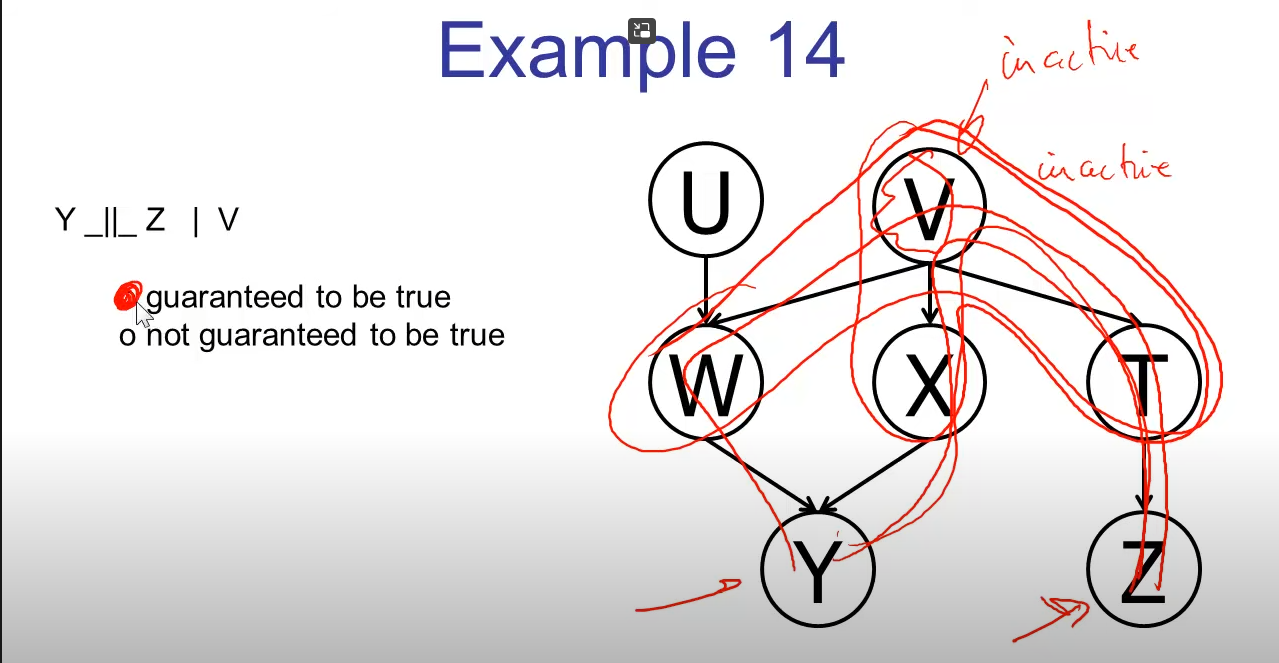 Example 14
inactive
inactive
U
V
Y _||_ Z | V
guaranteed to be true
o not guaranteed to be true
W
X
T
Y
Z